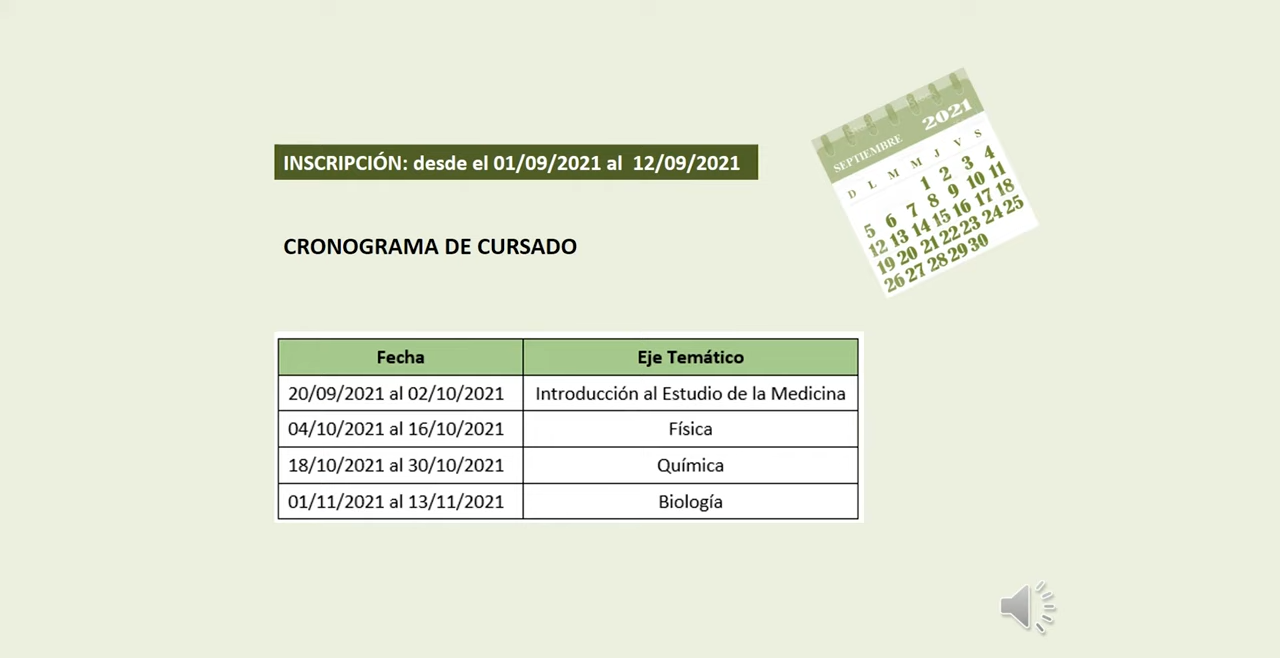 INSCRIPCIÓN: desde el 01/09/2021 al 12/09/2021
SEPTIEMBRE 2021
D L M M J V S
1 2 3 4
5 6 7 8 9 10 11
12 13 14 15 16 17 18
19 20 21 22 23 24 25
26 27 28 29 30
CRONOGRAMA DE CURSADO
Fecha Eje Temático
20/09/2021 al 02/10/2021 Introducción al Estudio de la Medicina
04/10/2021 al 16/10/2021 Física
18/10/2021 al 30/10/2021 Química
01/11/2021 al 13/11/2021 Biología